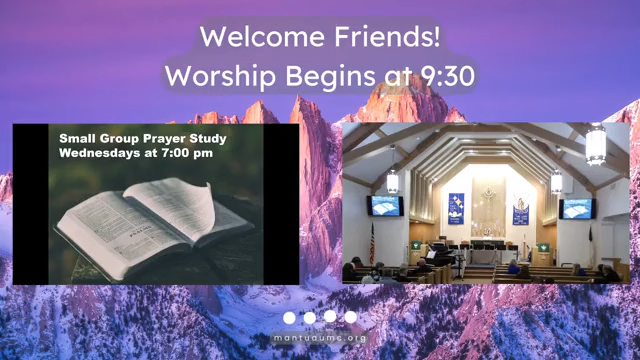 Welcome Friends!
Worship Begins at 9:30
Small Group Prayer Study
Wednesdays at 7:00 pm
mantuaumc.org